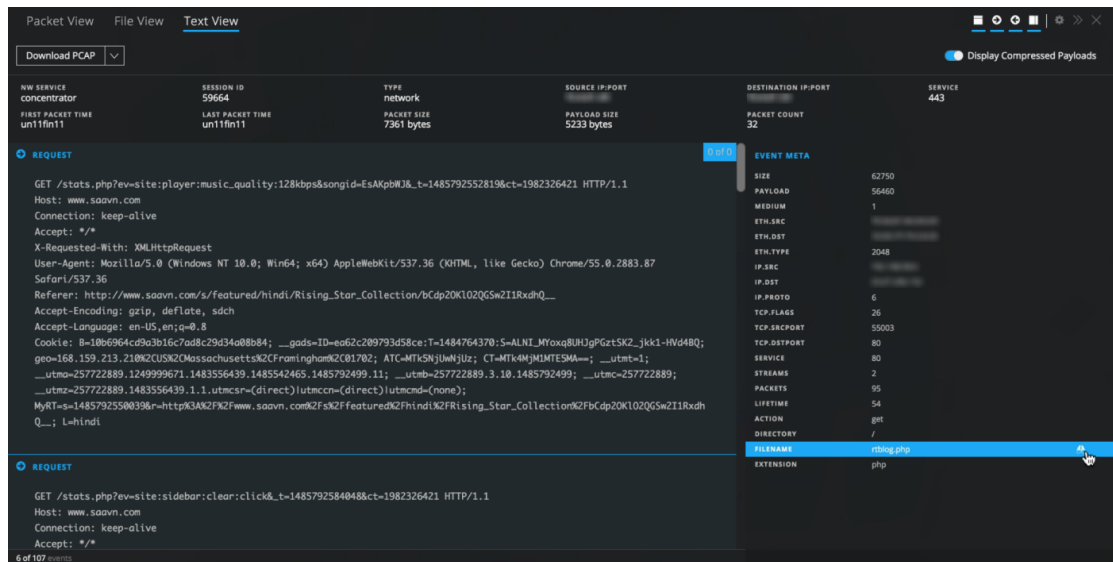 Packet View File View Text View
Download PCAP
Display Compressed Payloads
NW SERVICE SESSION ID TYPE SOURCE IP:PORT DESTINATION IP:PORT SERVICE
concentrator 59664 network 443
FIRST PACKET TIME LAST PACKET TIME PACKET SIZE PAYLOAD SIZE PACKET COUNT
un11fin11 un11fin11 7361 bytes 5233 bytes 32
REQUEST
0 of 0
GET /stats.php?ev=site:player:music_quality:128kbps&songid=EsAKpbWJ&_t=1485792552819&ct=1982326421 HTTP/1.1
Host: www.saavn.com
Connection: keep-alive
Accept: */*
X-Requested-With: XMLHttpRequest
User-Agent: Mozilla/5.0 (Windows NT 10.0; Win64; x64) AppleWebKit/537.36 (KHTML, like Gecko) Chrome/55.0.2883.87
Safari/537.36
Referer: http://www.saavn.com/s/featured/hindi/Rising_Star_Collection/bCdp2OKlO2QGSw2I1RxdhQ__
Accept-Encoding: gzip, deflate, sdch
Accept-Language: en-US,en;q=0.8
Cookie: B=10b6964cd9a3b16c7ad8c29d34a08b84; __gads=ID=ea62c209793d58ce:T=1484764370:S=ALNI_MYoxq8UHJgPGztSK2_jkk1-HVd4BQ;
geo=168.159.213.210%2CUS%2CMassachusetts%2CFramingham%2C01702; ATC=MTk5NjUwNjUz; CT=MTk4MjM1MTE5MA==; __utmt=1;
__utma=257722889.1249999671.1483556439.1485542465.1485792499.11; __utmb=257722889.3.10.1485792499; __utmc=257722889;
__utmz=257722889.1483556439.1.1.utmcsr=(direct)|utmccn=(direct)|utmcmd=(none);
MyRT=s=1485792550039&r=http%3A%2F%2Fwww.saavn.com%2Fs%2Ffeatured%2Fhindi%2FRising_Star_Collection%2FbCdp2OKlO2QGSw2I1Rxdh
Q__; L=hindi
REQUEST
GET /stats.php?ev=site:sidebar:clear:click&_t=1485792584048&ct=1982326421 HTTP/1.1
Host: www.saavn.com
Connection: keep-alive
Accept: */*
6 of 107 events
EVENT META
SIZE 62750
PAYLOAD 56460
MEDIUM 1
ETH.SRC
ETH.DST
ETH.TYPE 2048
IP.SRC
IP.DST
IP.PROTO 6
TCP.FLAGS 26
TCP.SRCPORT 55003
TCP.DSTPORT 80
SERVICE 80
STREAMS 2
PACKETS 95
LIFETIME 54
ACTION get
DIRECTORY /
FILENAME rtblog.php
EXTENSION php